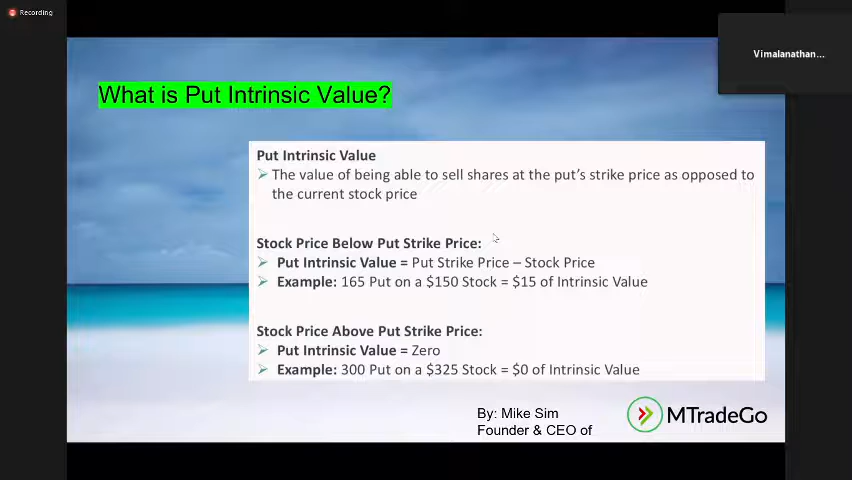 Recording
Vimalanathan...
What is Put Intrinsic Value?
Put Intrinsic Value
The value of being able to sell shares at the put's strike price as opposed to
the current stock price
Stock Price Below Put Strike Price:
Put Intrinsic Value = Put Strike Price – Stock Price
Example: 165 Put on a $150 Stock = $15 of Intrinsic Value
Stock Price Above Put Strike Price:
Put Intrinsic Value = Zero
Example: 300 Put on a $325 Stock = $0 of Intrinsic Value
By: Mike Sim
Founder & CEO of
MTradeGo